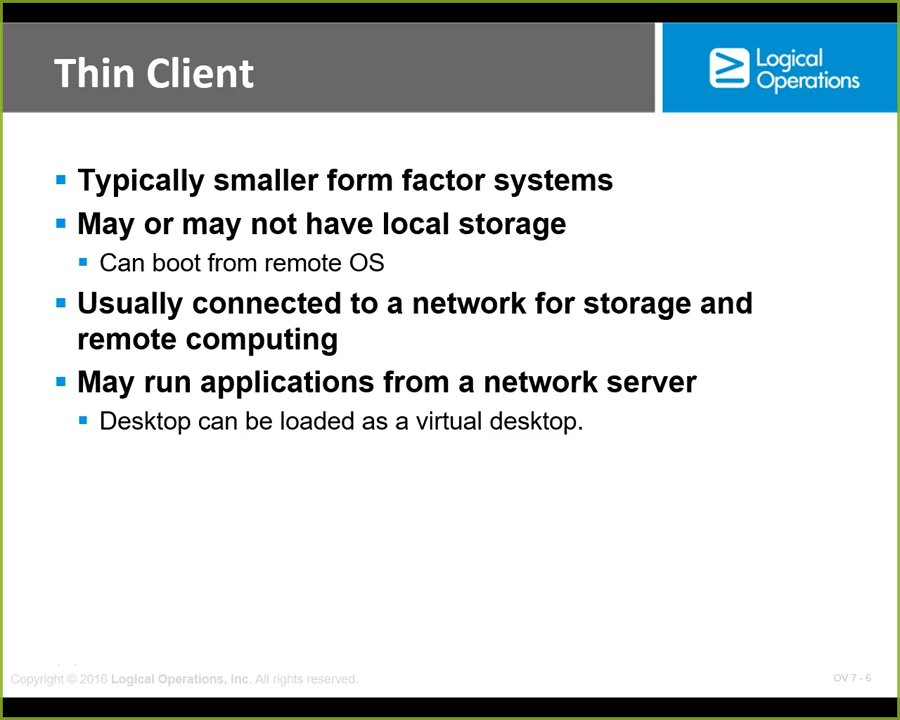 Thin Client
Logical
Operations
Typically smaller form factor systems
May or may not have local storage
Can boot from remote OS
Usually connected to a network for storage and
remote computing
May run applications from a network server
Desktop can be loaded as a virtual desktop.
Copyright © 2016 Logical Operations, Inc. All rights reserved.
OV 7 - 6